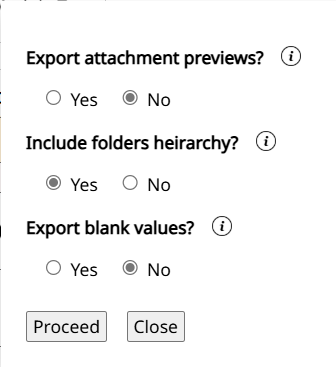 Export attachment previews? i
Yes No
Include folders heirarchy? i
Yes No
Export blank values? i
Yes No
Proceed Close